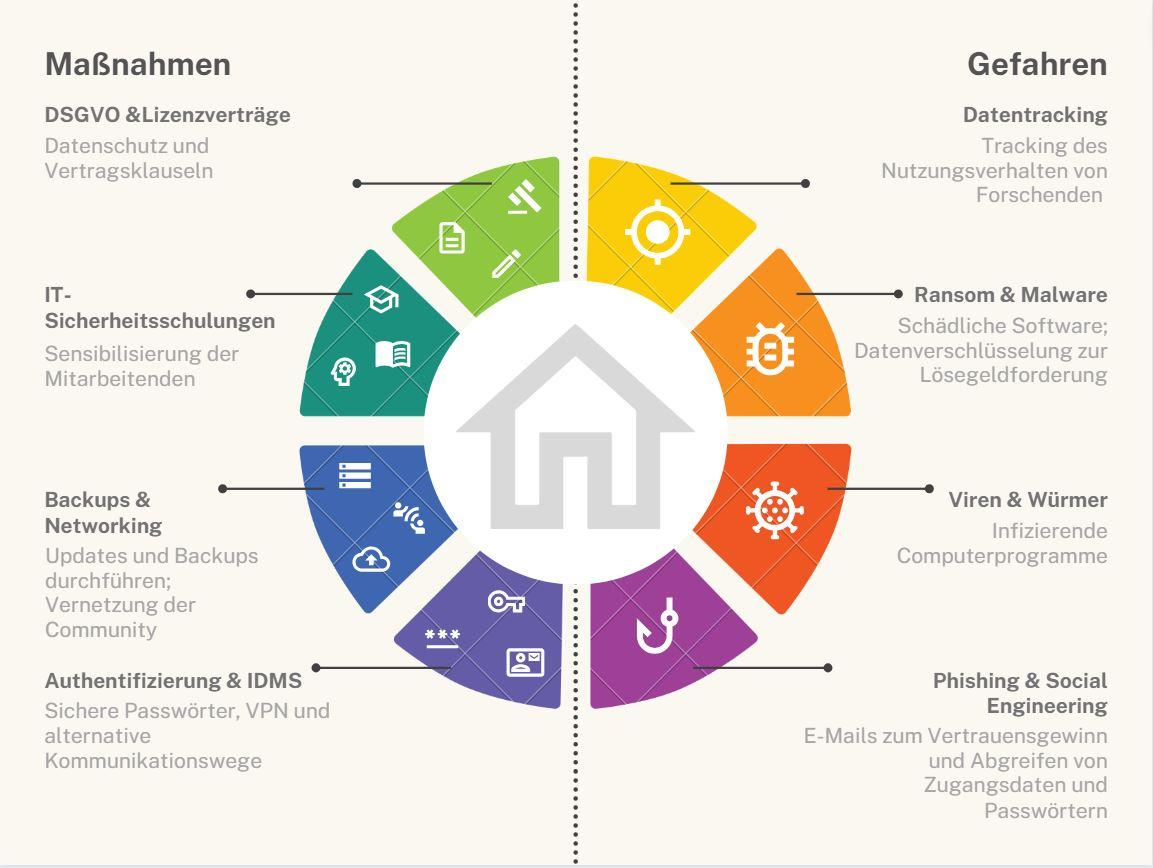 Maßnahmen
DSGVO &Lizenzverträge
Datenschutz und
Vertragsklauseln
IT-
Sicherheitsschulungen
Sensibilisierung der
Mitarbeitenden
Backups &
Networking
Updates und Backups
durchführen;
Vernetzung der
Community
Authentifizierung & IDMS
Sichere Passwörter, VPN und
alternative
Kommunikationswege
Gefahren
Datentracking
Tracking des
Nutzungsverhalten von
Forschenden
Ransom & Malware
Schädliche Software;
Datenverschlüsselung zur
Lösegeldforderung
Viren & Würmer
Infizierende
Computerprogramme
Phishing & Social
Engineering
E-Mails zum Vertrauensgewinn
und Abgreifen von
Zugangsdaten und
Passwörtern